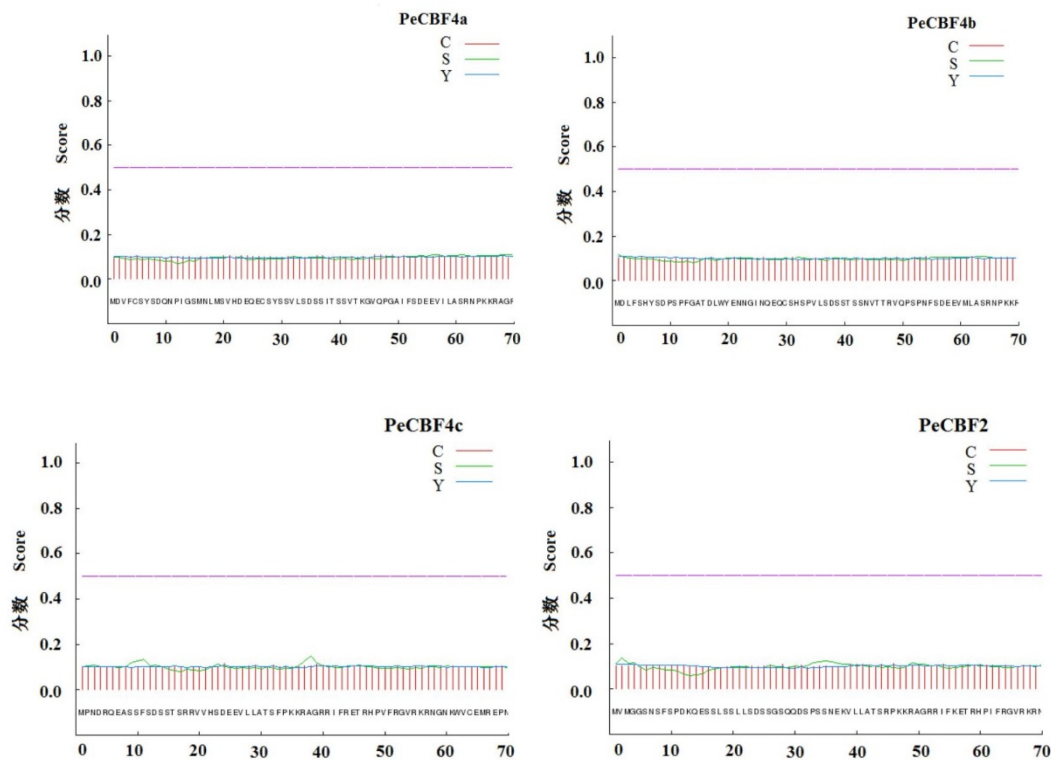 PeCBF4a
C
S
Y
1.0
0.8
0.6
0.4
0.2
0.0
分数 Score
MDVFCSYSDQNPIGSMNLMSVHDEQECSYSSVLSDSSITSSVTKGVQPGAIFSDEEVILASRNPKKRAGR
0 10 20 30 40 50 60 70
PeCBF4b
C
S
Y
1.0
0.8
0.6
0.4
0.2
0.0
分数 Score
MDLFSHYSDPSPFGATDLWYENNGINQEQCSHSPVLSDSSTSSNVTTRVQPSPNFSDEEVMLASRNPKKR
0 10 20 30 40 50 60 70
PeCBF4c
C
S
Y
1.0
0.8
0.6
0.4
0.2
0.0
分数 Score
MPNDRQEASSFSDSSTSRRVVHSDEEVLLATSFPKKRAGRRIFRETRHPVFRGVRKRNGNKWVCEMREPN
0 10 20 30 40 50 60 70
PeCBF2
C
S
Y
1.0
0.8
0.6
0.4
0.2
0.0
分数 Score
MVMGGSNSFSPDKQESSLSSLLSDSSGSQQDSPSSNEKVLLATSRPKKRAGRRIFKETRHPIFRGVRKRN
0 10 20 30 40 50 60 70